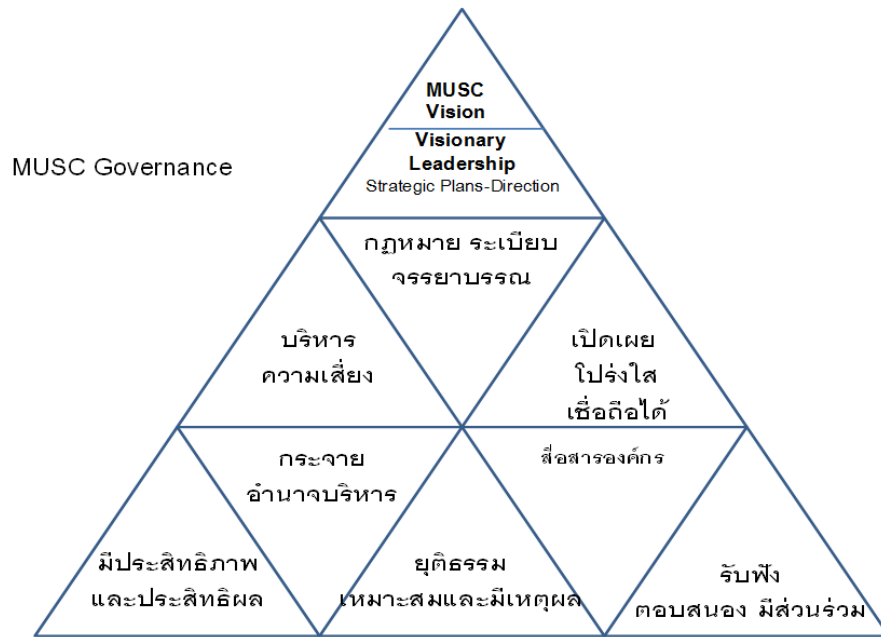 MUSC
Vision
Visionary
Leadership
Strategic Plans-Direction
MUSC Governance
กฎหมาย ระเบียบ
จรรยาบรรณ
บริหาร
ความเสี่ยง
เปิดเผย
โปร่งใส
เชื่อถือได้
กระจาย
อำนาจบริหาร
สื่อสารองค์กร
มีประสิทธิภาพ
และประสิทธิผล
ยุติธรรม
เหมาะสมและมีเหตุผล
รับฟัง
ตอบสนอง มีส่วนร่วม